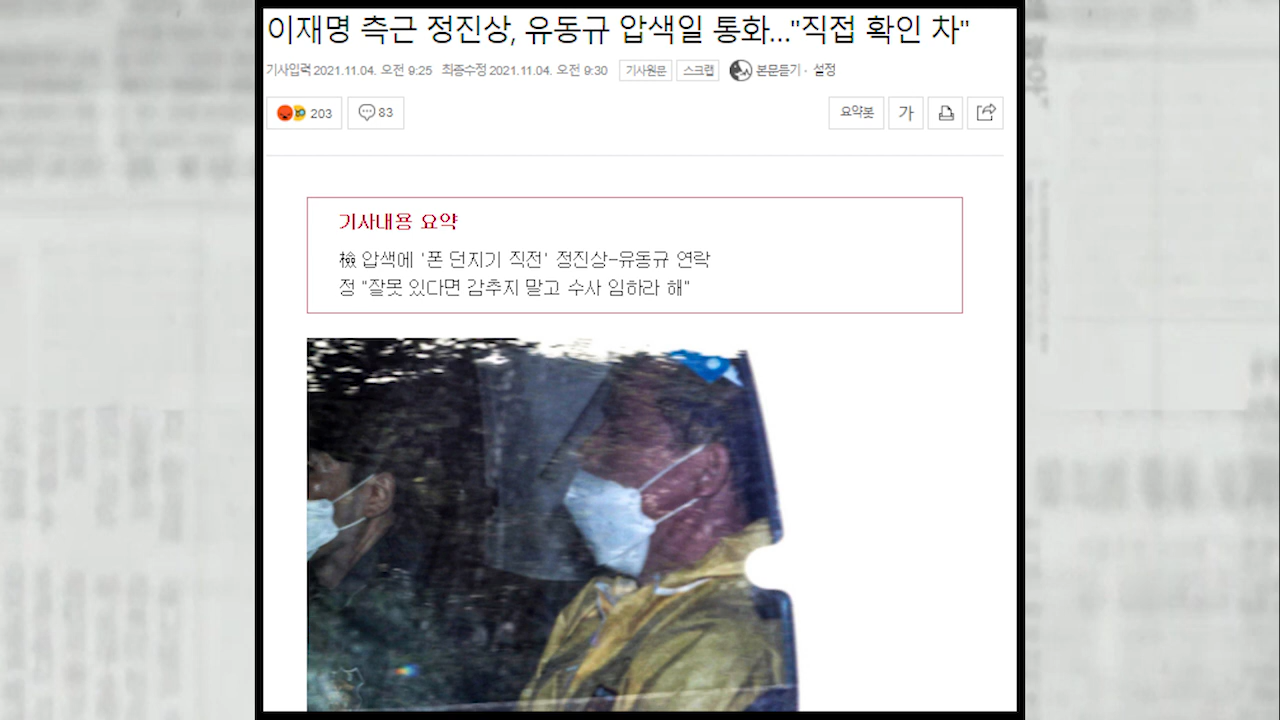 이재명 측근 정진상, 유동규 압색일 통화..."직접 확인 차"
기사입력 2021.11.04. 오전 9:25 최종수정 2021.11.04. 오전 9:30 기사원문 스크랩 본문듣기 · 설정
203 83 요약봇 가
기사내용 요약
檢 압색에 '폰 던지기 직전' 정진상-유동규 연락
정 "잘못 있다면 감추지 말고 수사 임하라 해"